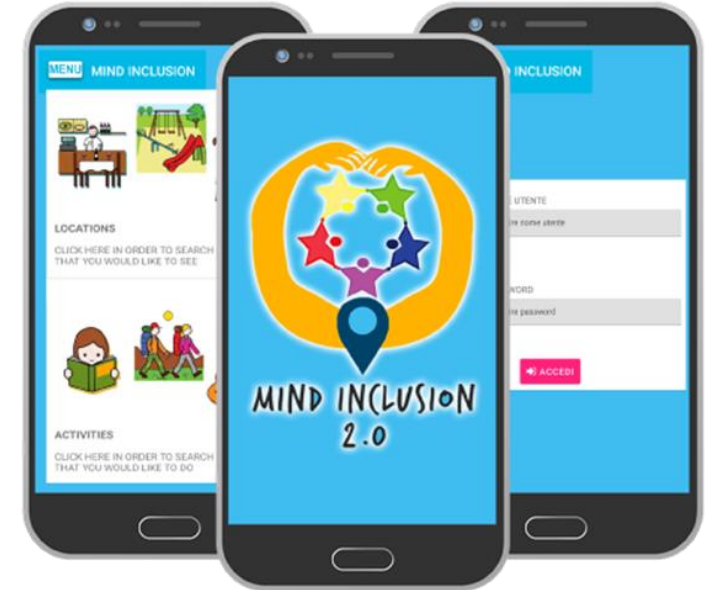 MENU MIND INCLUSION
LOCATIONS
CLICK HERE IN ORDER TO SEARCH
THAT YOU WOULD LIKE TO SEE
ACTIVITIES
CLICK HERE IN ORDER TO SEARCH
THAT YOU WOULD LIKE TO DO
MIND INCLUSION
2.0
INCLUSION
UTENTE
nome utente
password
ACCEDI